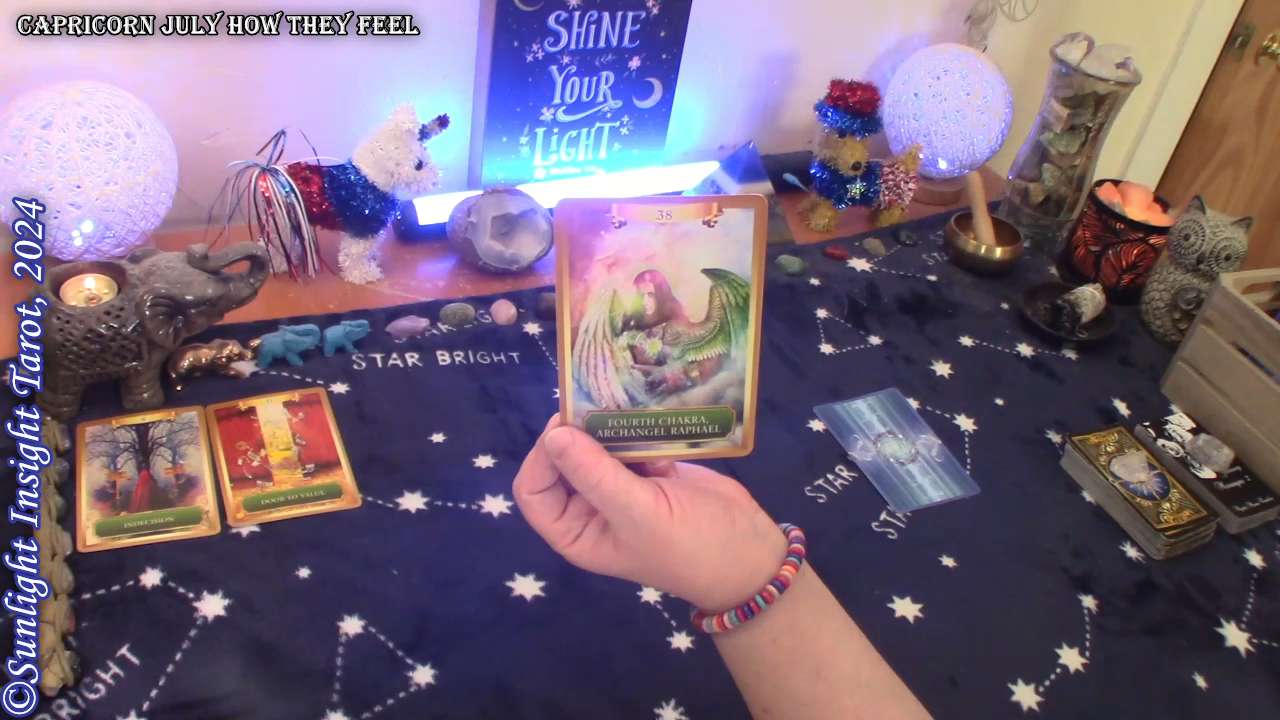 CAPRICORN JULY HOW THEY FEEL
SHINE
YOUR
LIGHT
38
FOURTH CHAKRA,
ARCHANGEL RAPHAEL
STAR BRIGHT
INDECISION
DOOR TO VALUE
STAR
STA
BRIGHT
©Sunlight Insight Tarot, 2024